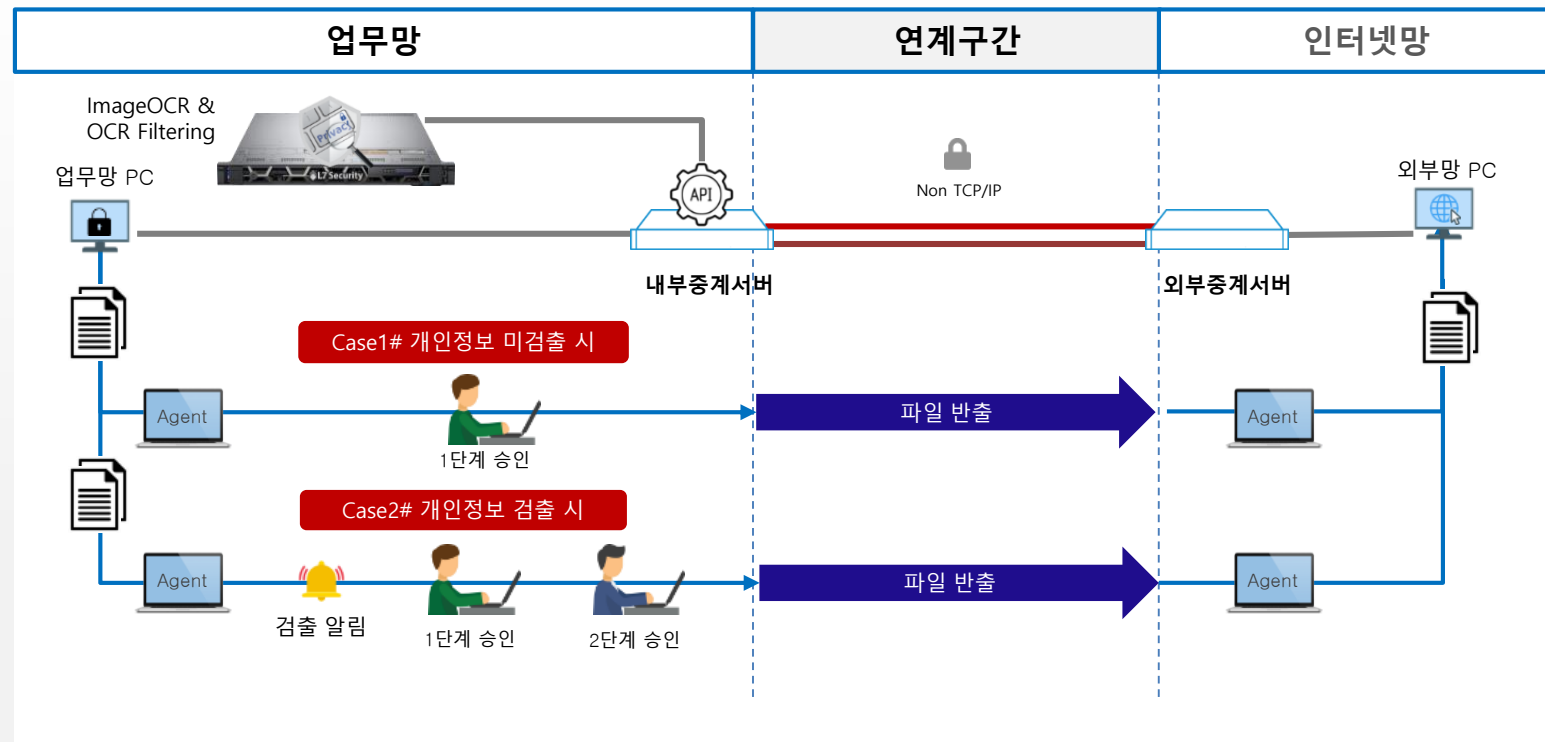 업무망
연계구간
인터넷망
ImageOCR &
OCR Filtering
Privacy
L7 Security
업무망 PC
API
Non TCP/IP
외부망 PC
내부중계서버
외부중계서버
Case1# 개인정보 미검출 시
Agent
1단계 승인
파일 반출
Agent
Case2# 개인정보 검출 시
Agent
검출 알림
1단계 승인
2단계 승인
파일 반출
Agent